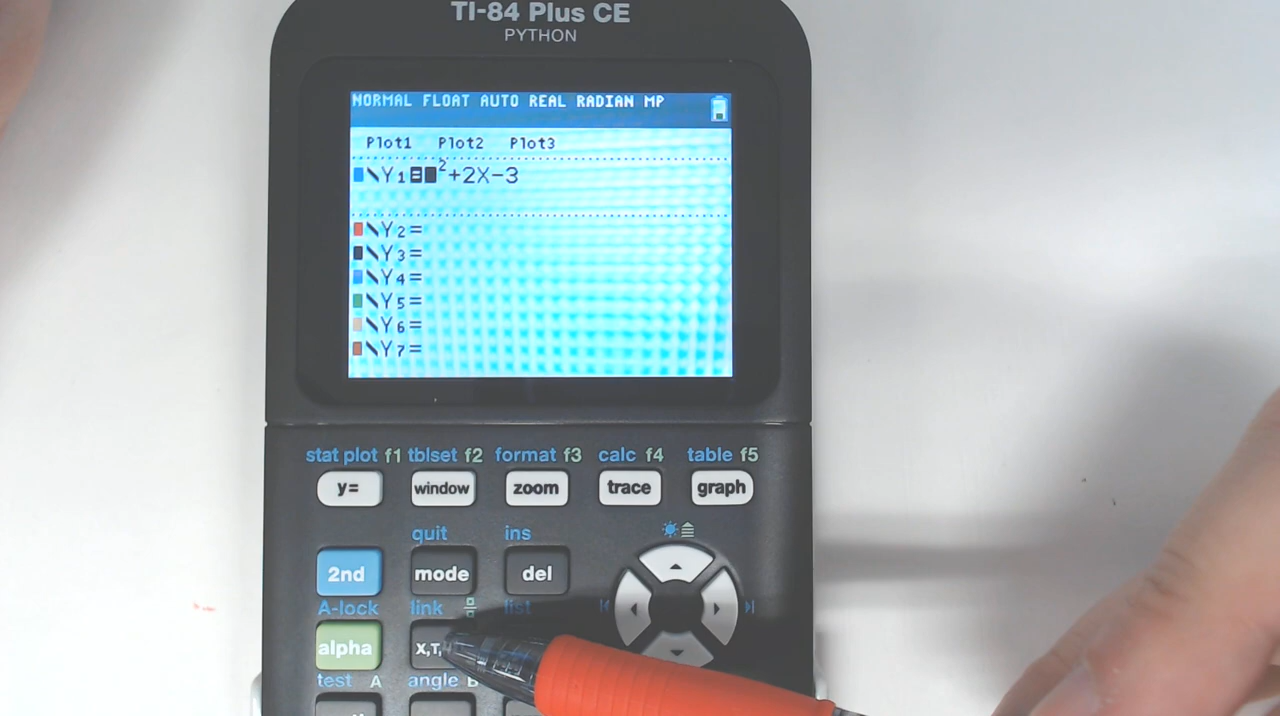 TI-84 Plus CE
PYTHON
NORMAL FLOAT AUTO REAL RADIAN MP
Plot1 Plot2 Plot3
Y1=■²+2X-3
Y2=
Y3=
Y4=
Y5=
Y6=
Y7=
stat plot f1 tblset f2 format f3 calc f4 table f5
y= window zoom trace graph
quit ins
2nd mode del
A-lock link list
alpha X,T,
test A angle B